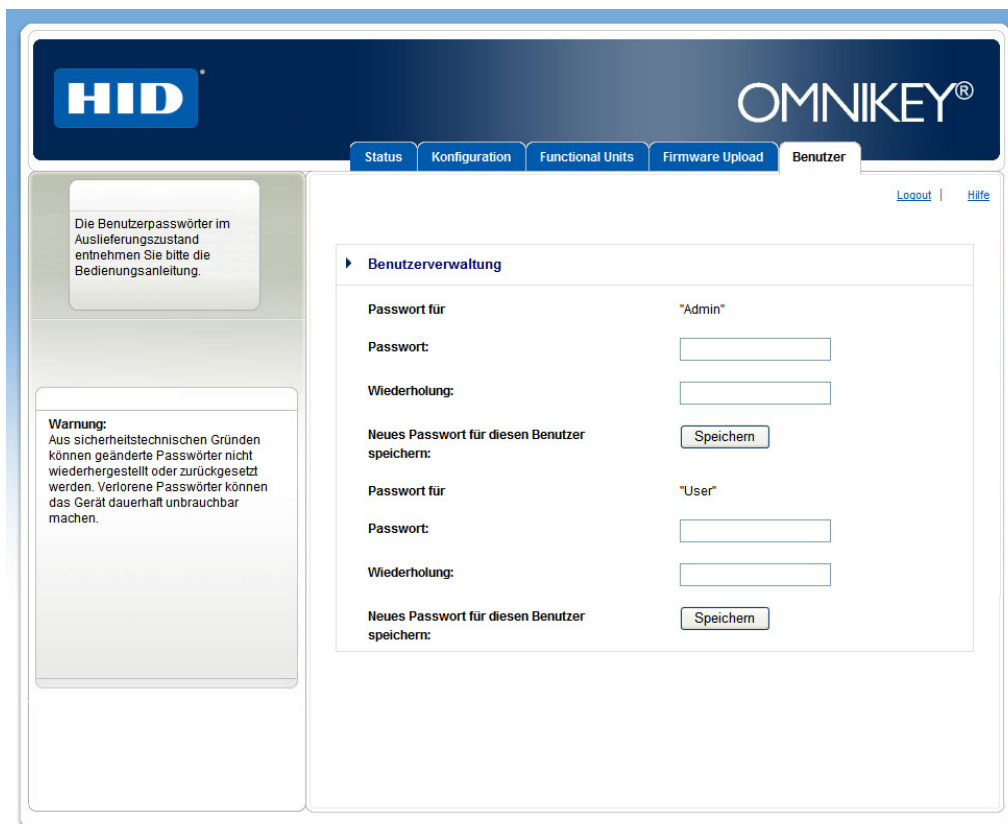 HID
OMNIKEY®
Status
Konfiguration
Functional Units
Firmware Upload
Benutzer
Logout |
Hilfe
Die Benutzerpasswörter im
Auslieferungszustand
entnehmen Sie bitte die
Bedienungsanleitung.
Warnung:
Aus sicherheitstechnischen Gründen
können geänderte Passwörter nicht
wiederhergestellt oder zurückgesetzt
werden. Verlorene Passwörter können
das Gerät dauerhaft unbrauchbar
machen.
Benutzerverwaltung
Passwort für
"Admin"
Passwort:
Wiederholung:
Neues Passwort für diesen Benutzer
speichern:
Speichern
Passwort für
"User"
Passwort:
Wiederholung:
Neues Passwort für diesen Benutzer
speichern:
Speichern